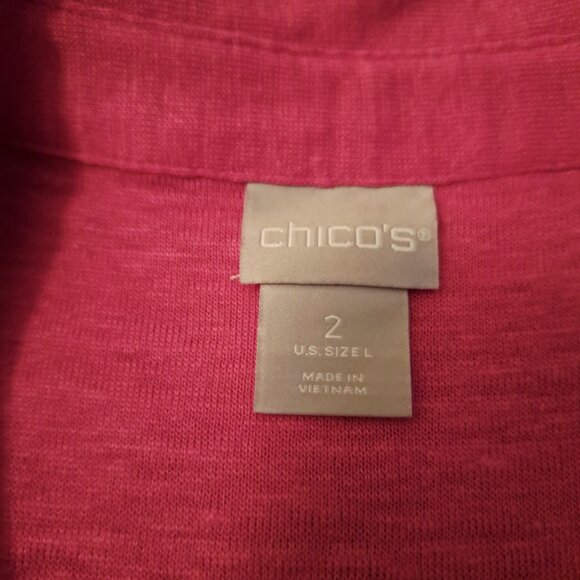 chico's®
2
U.S. SIZE L
MADE IN
VIETNAM